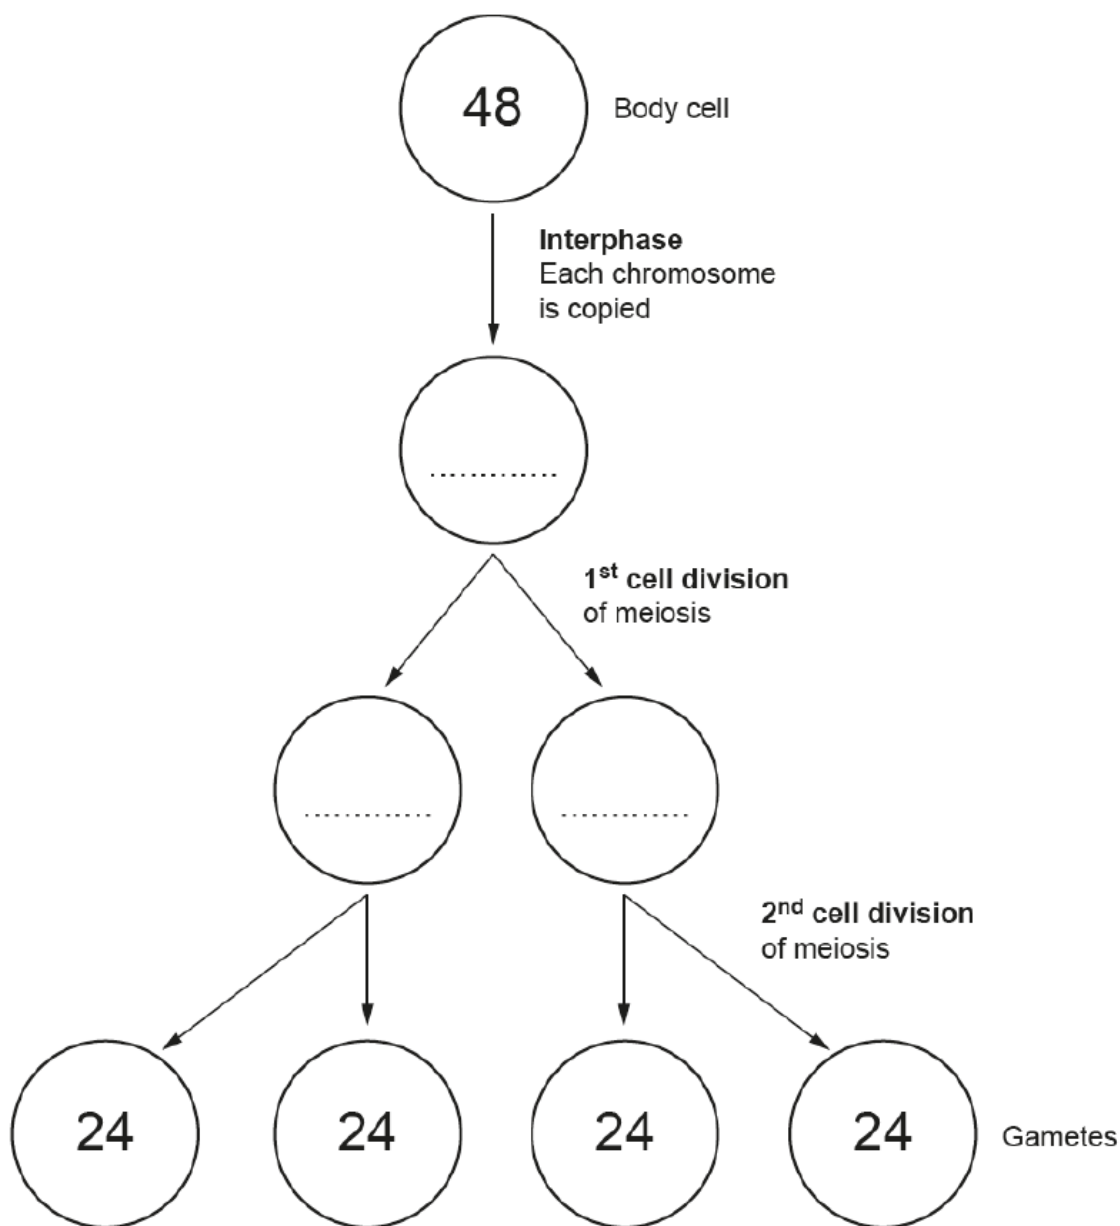 48
Body cell
Interphase
Each chromosome
is copied
1st cell division
of meiosis
2nd cell division
of meiosis
24
24
24
24
Gametes